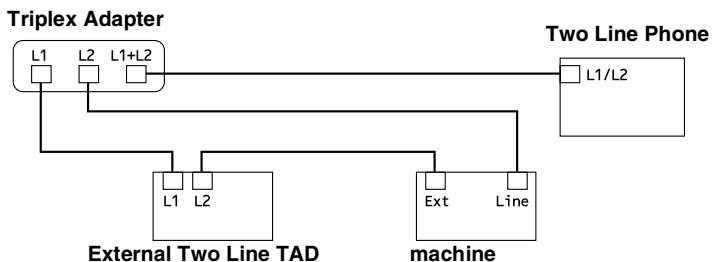 Triplex Adapter
Two Line Phone
L1 L2 L1+L2
L1/L2
L1 L2
Ext Line
External Two Line TAD
machine